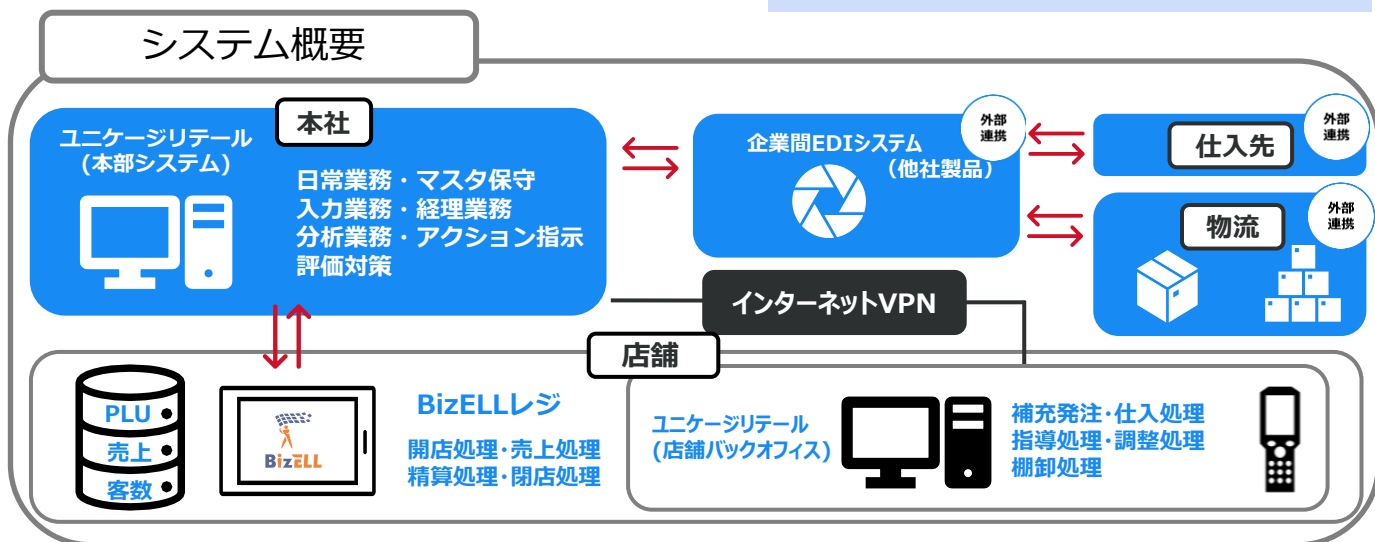 システム概要
本社
ユニケージリテール
(本部システム)
日常業務・マスタ保守
入力業務・経理業務
分析業務・アクション指示
評価対策
企業間EDIシステム
(他社製品)
外部
連携
仕入先
外部
連携
物流
外部
連携
インターネットVPN
店舗
PLU
売上
客数
BizELL
BizELLレジ
開店処理・売上処理
精算処理・閉店処理
ユニケージリテール
(店舗バックオフィス)
補充発注・仕入処理
指導処理・調整処理
棚卸処理